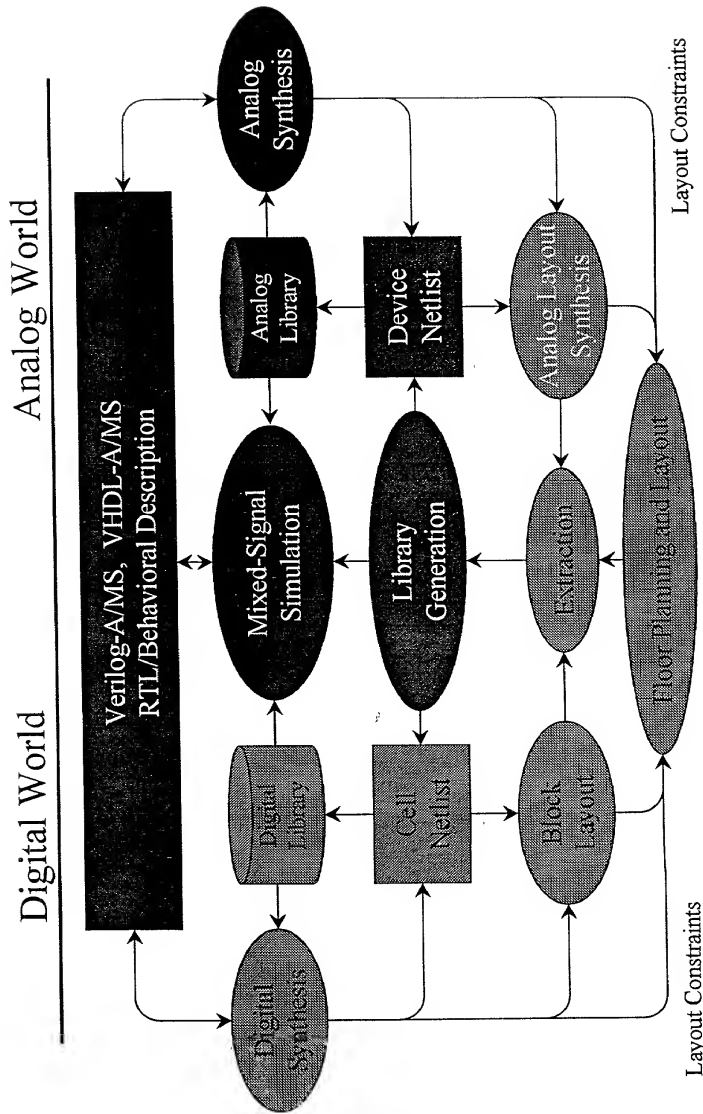 Digital World
Analog World
Verilog-A/MS, VHDL-A/MS
RTL/Behavioral Description
Digital
Synthesis
Digital
Library
Mixed-Signal
Simulation
Analog
Library
Analog
Synthesis
Cell
Netlist
Library
Generation
Device
Netlist
Block
Layout
Extraction
Analog Layout
Synthesis
Floor Planning and Layout
Layout Constraints
Layout Constraints